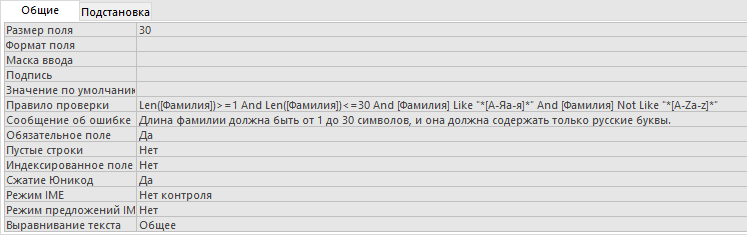 Общие Подстановка
Размер поля 30
Формат поля
Маска ввода
Подпись
Значение по умолчанию
Правило проверки Len([Фамилия])>=1 And Len([Фамилия])<=30 And [Фамилия] Like "*[А-Яа-я]*" And [Фамилия] Not Like "*[A-Za-z]*"
Сообщение об ошибке Длина фамилии должна быть от 1 до 30 символов, и она должна содержать только русские буквы.
Обязательное поле Да
Пустые строки Нет
Индексированное поле Нет
Сжатие Юникод Да
Режим IME Нет контроля
Режим предложений IM Нет
Выравнивание текста Общее